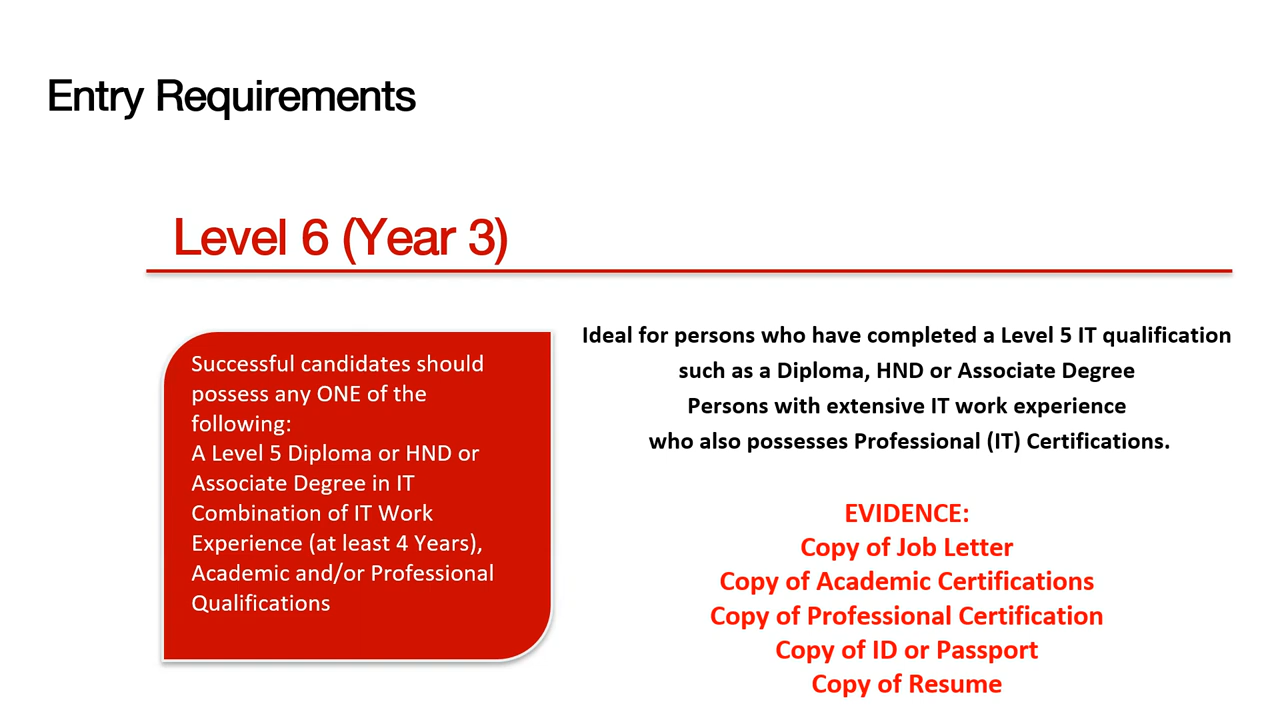 Entry Requirements
Level 6 (Year 3)
Successful candidates should
possess any ONE of the
following:
A Level 5 Diploma or HND or
Associate Degree in IT
Combination of IT Work
Experience (at least 4 Years),
Academic and/or Professional
Qualifications
Ideal for persons who have completed a Level 5 IT qualification
such as a Diploma, HND or Associate Degree
Persons with extensive IT work experience
who also possesses Professional (IT) Certifications.
EVIDENCE:
Copy of Job Letter
Copy of Academic Certifications
Copy of Professional Certification
Copy of ID or Passport
Copy of Resume